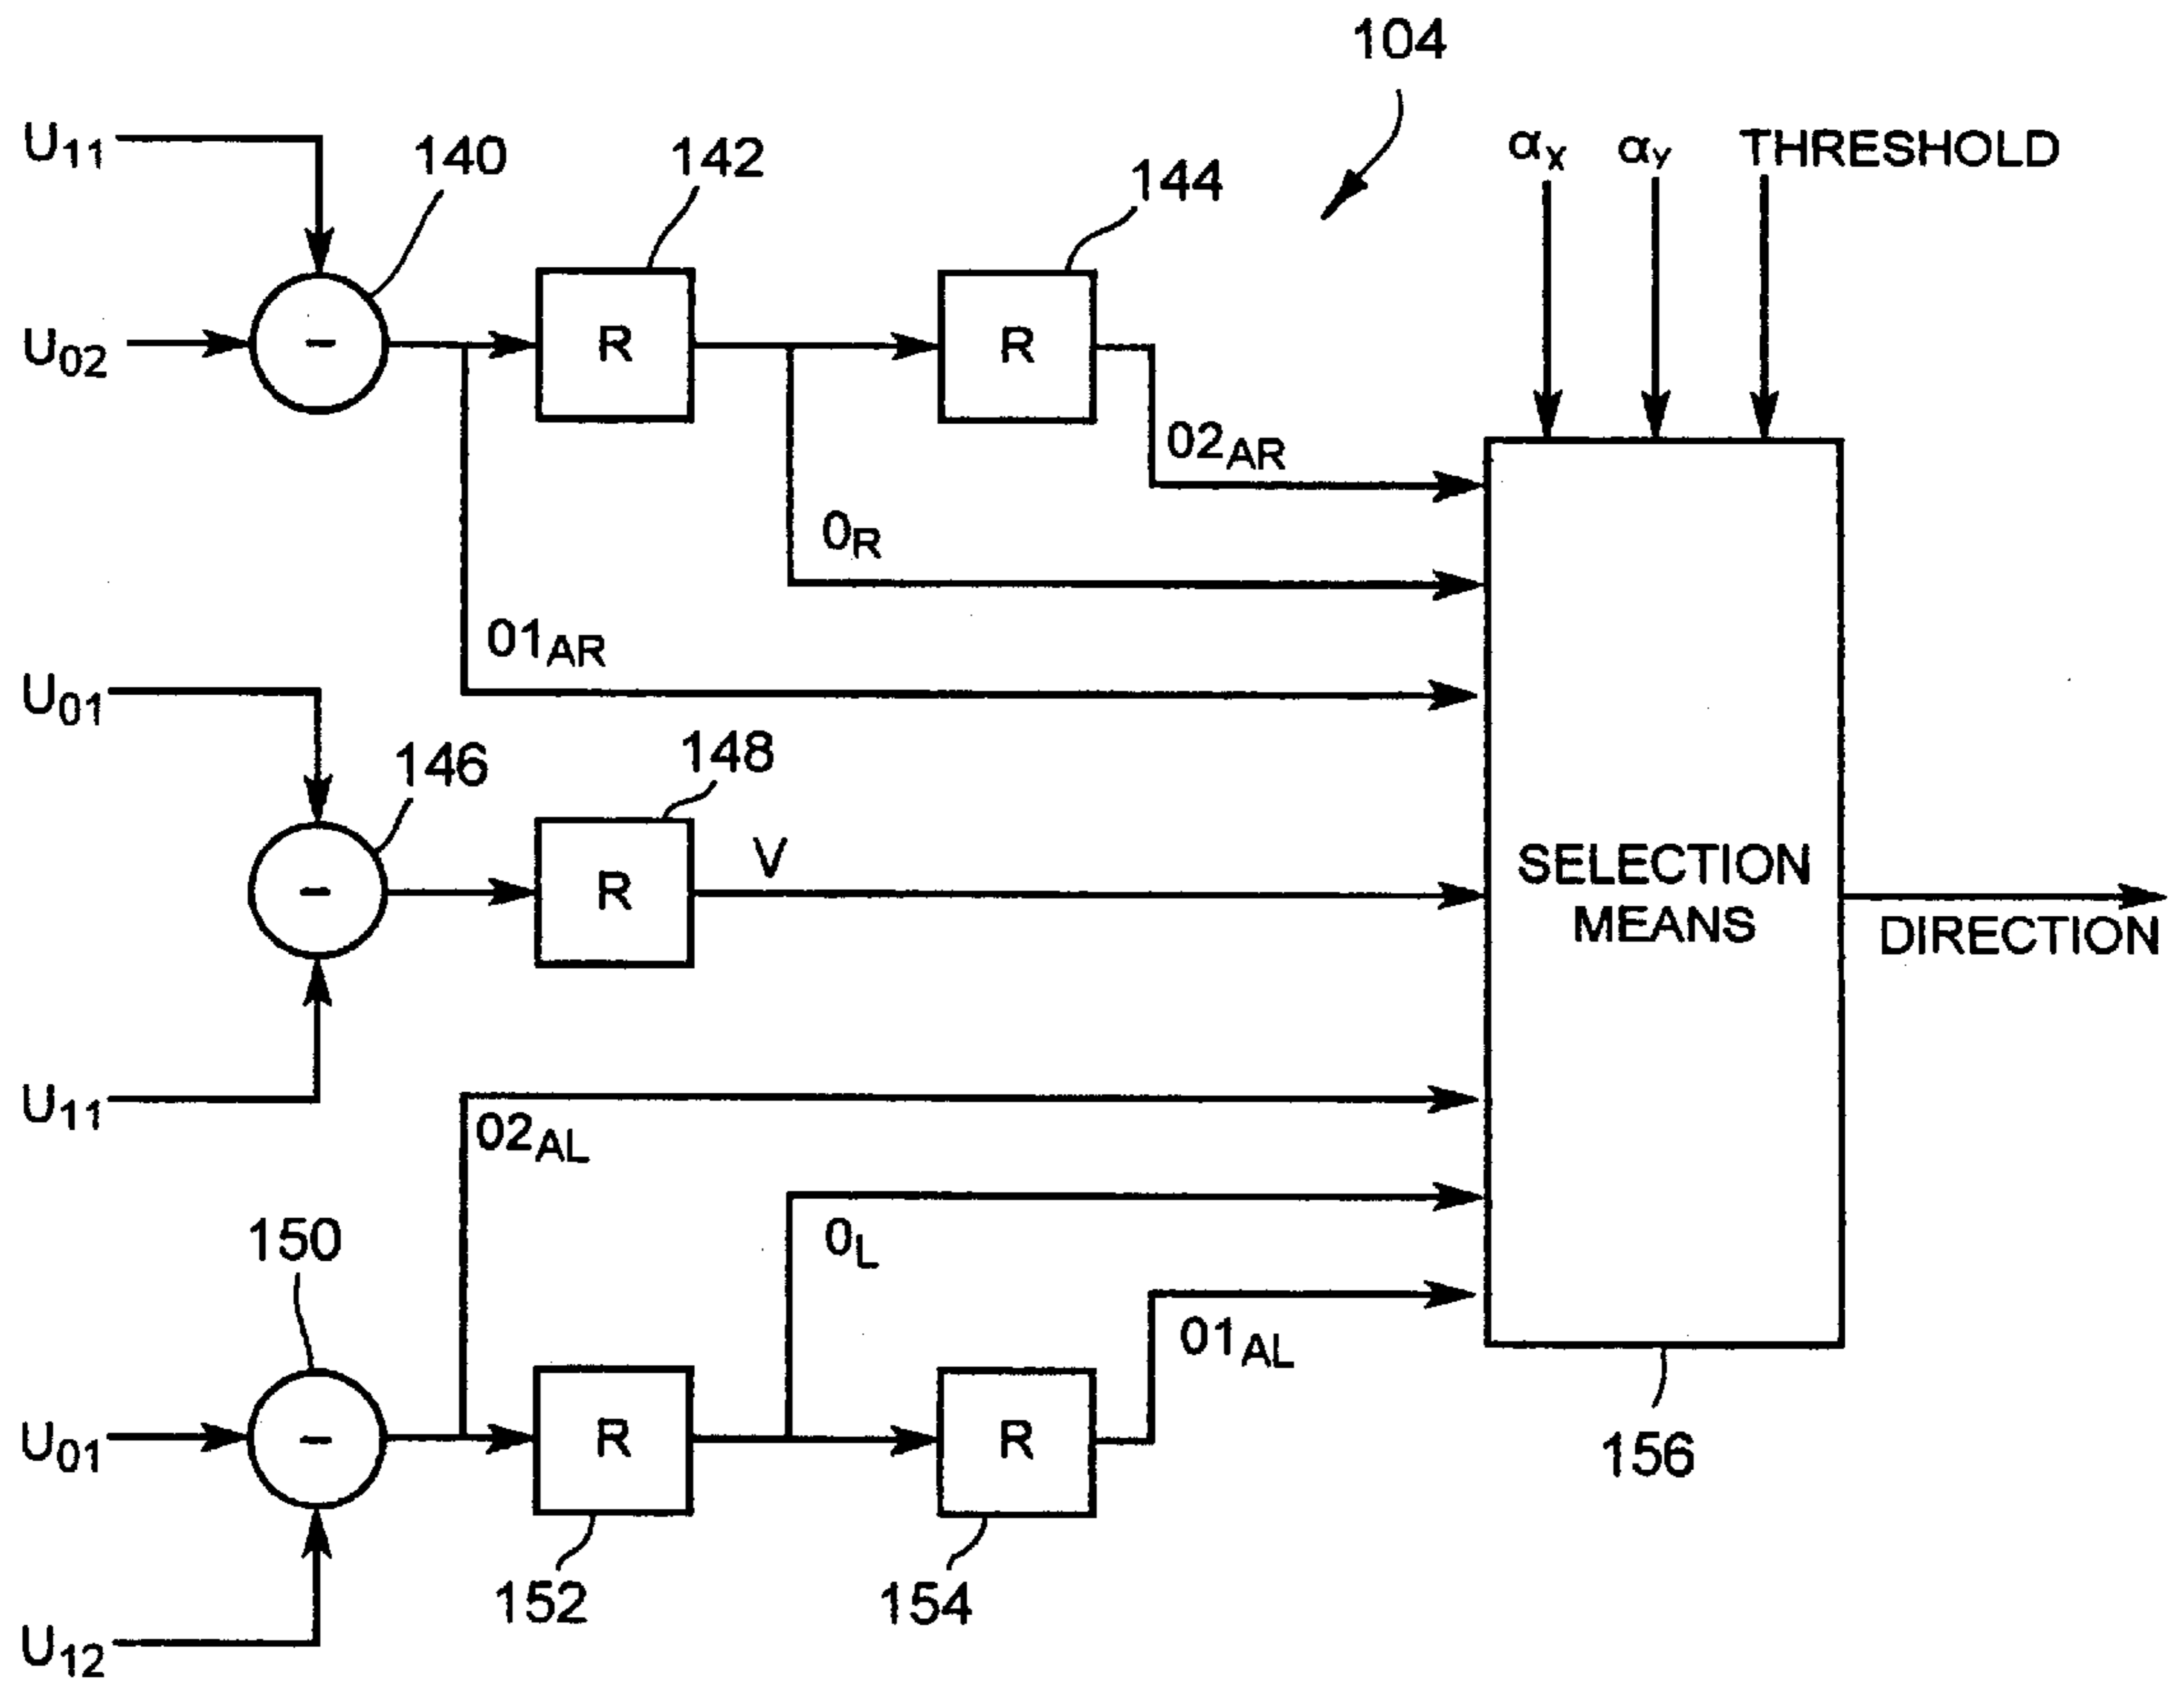 104
U11
140
142
144
αX
αY
THRESHOLD
U02
-
R
R
02AR
0R
01AR
U01
146
148
-
R
V
SELECTION
MEANS
DIRECTION
U11
02AL
150
0L
01AL
U01
-
R
R
156
152
154
U12